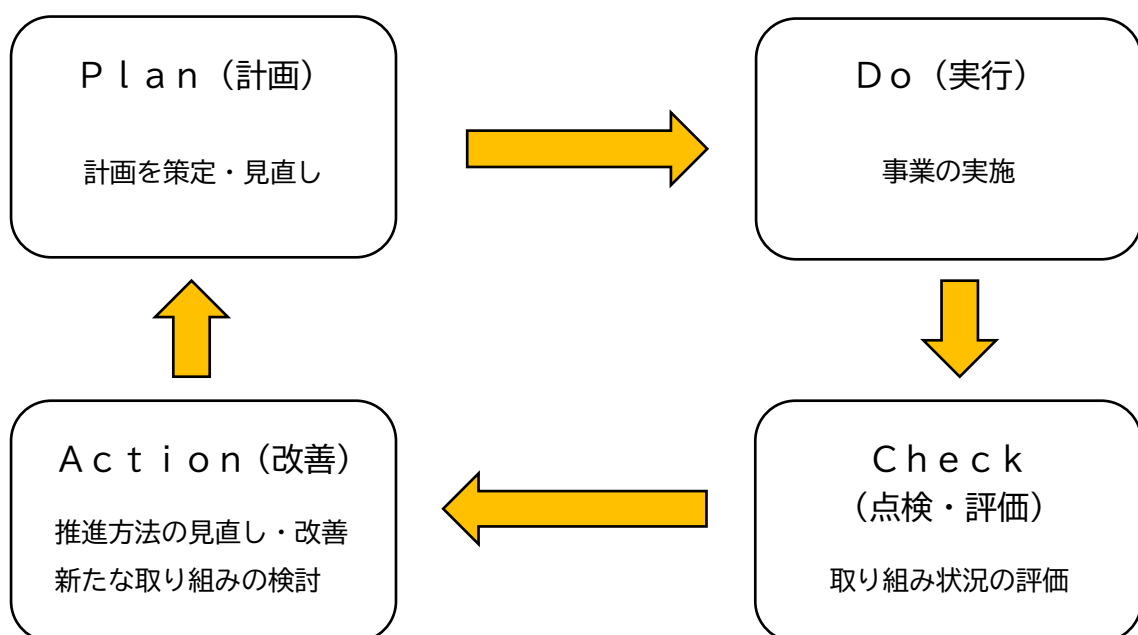 Ｐｌａｎ（計画）
計画を策定・見直し
Ｄｏ（実行）
事業の実施
Ｃｈｅｃｋ
（点検・評価）
取り組み状況の評価
Ａｃｔｉｏｎ（改善）
推進方法の見直し・改善
新たな取り組みの検討